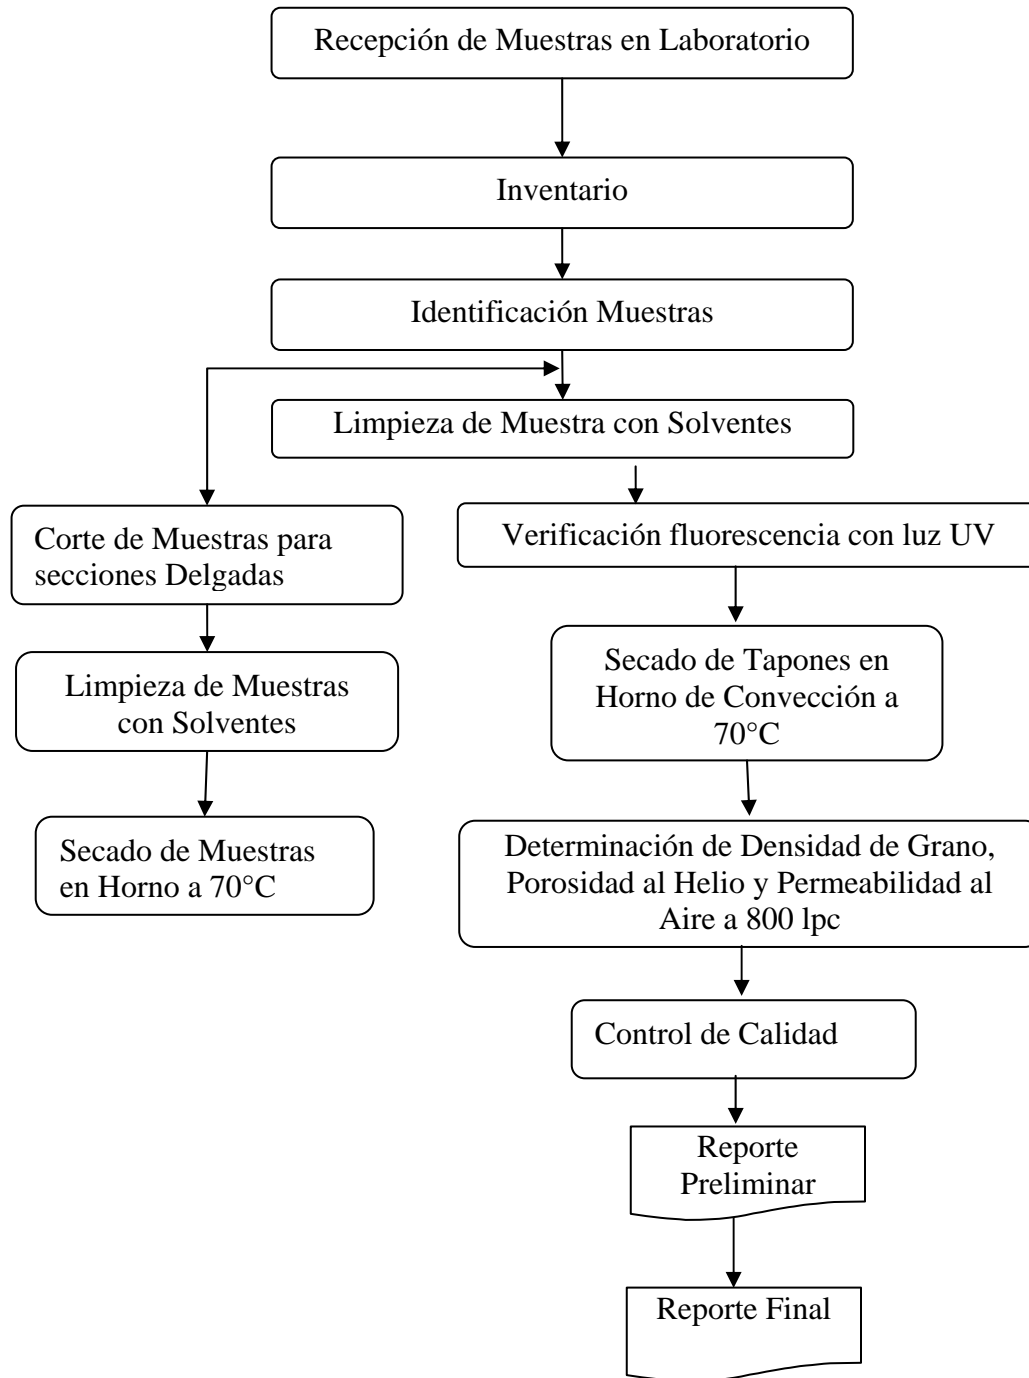 Recepción de Muestras en Laboratorio
Inventario
Identificación Muestras
Limpieza de Muestra con Solventes
Corte de Muestras para
secciones Delgadas
Limpieza de Muestras
con Solventes
Secado de Muestras
en Horno a 70°C
Verificación fluorescencia con luz UV
Secado de Tapones en
Horno de Convección a
70°C
Determinación de Densidad de Grano,
Porosidad al Helio y Permeabilidad al
Aire a 800 lpc
Control de Calidad
Reporte
Preliminar
Reporte Final